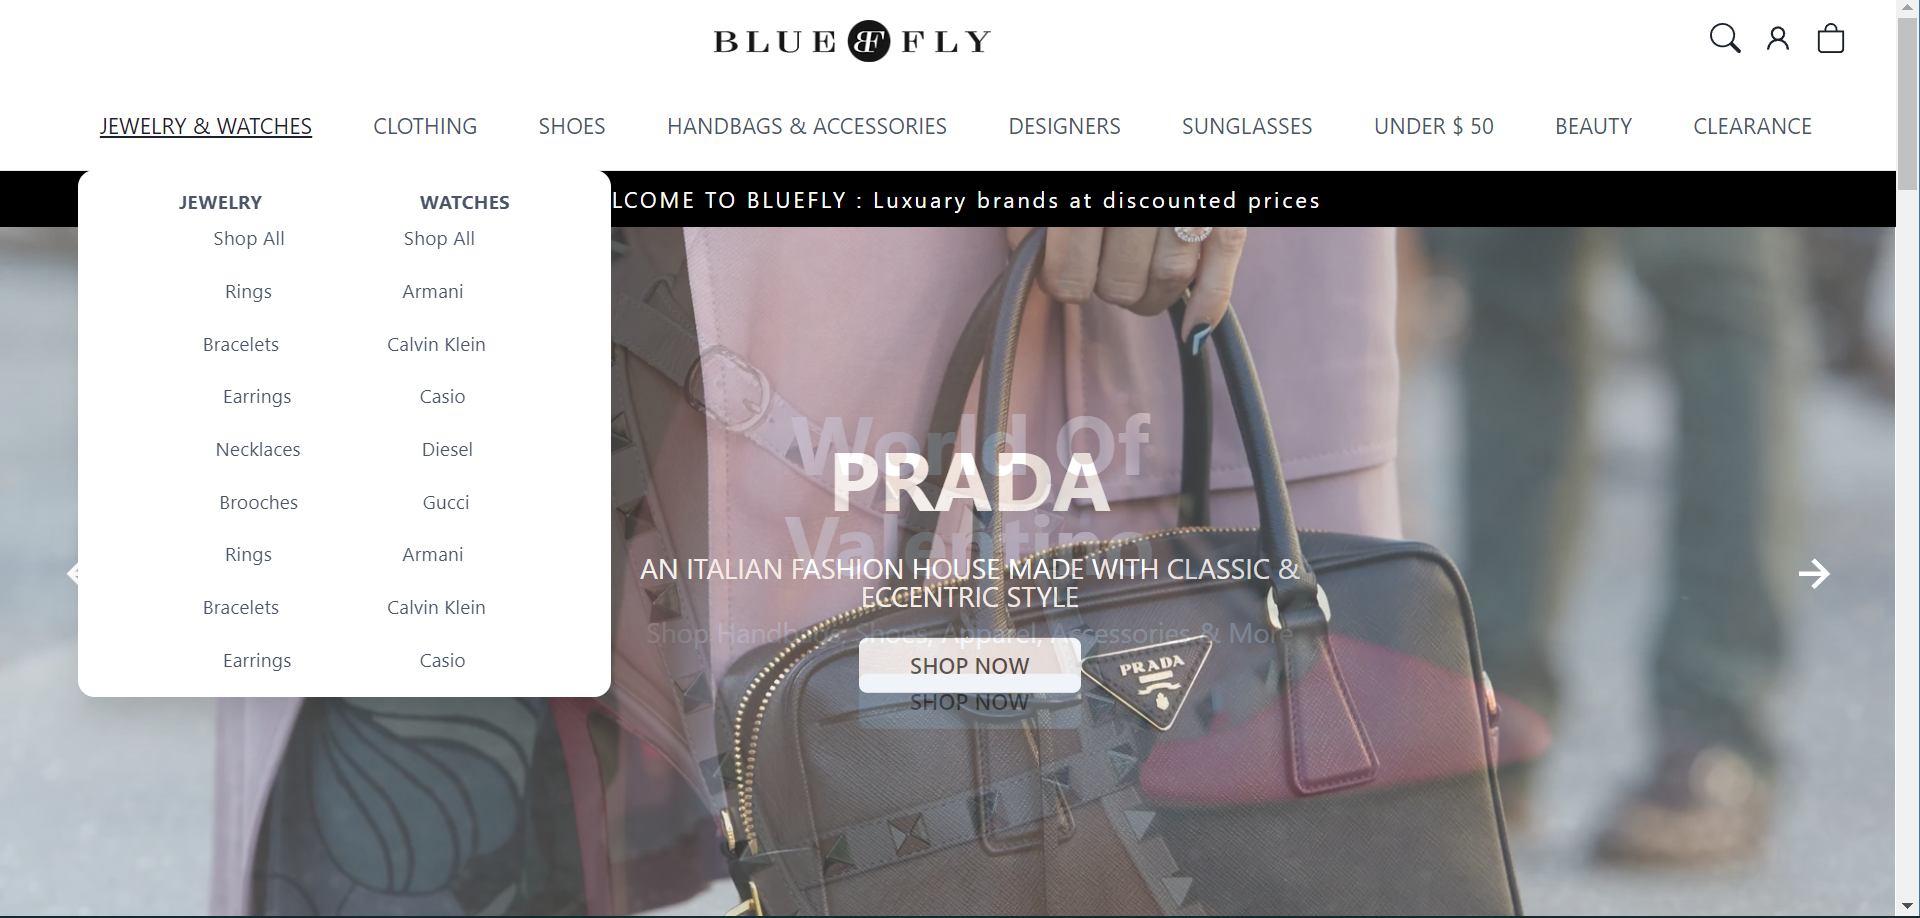 BLUE BF FLY
JEWELRY & WATCHES CLOTHING SHOES HANDBAGS & ACCESSORIES DESIGNERS SUNGLASSES UNDER $ 50 BEAUTY CLEARANCE
LCOME TO BLUEFLY : Luxuary brands at discounted prices
JEWELRY WATCHES
Shop All Shop All
Rings Armani
Bracelets Calvin Klein
Earrings Casio
Necklaces Diesel
Brooches Gucci
Rings Armani
Bracelets Calvin Klein
Earrings Casio
World Of
PRADA
Valentino
AN ITALIAN FASHION HOUSE MADE WITH CLASSIC &
ECCENTRIC STYLE
Shop Handbags, Shoes, Apparel, Accessories & More
SHOP NOW
SHOP NOW
PRADA